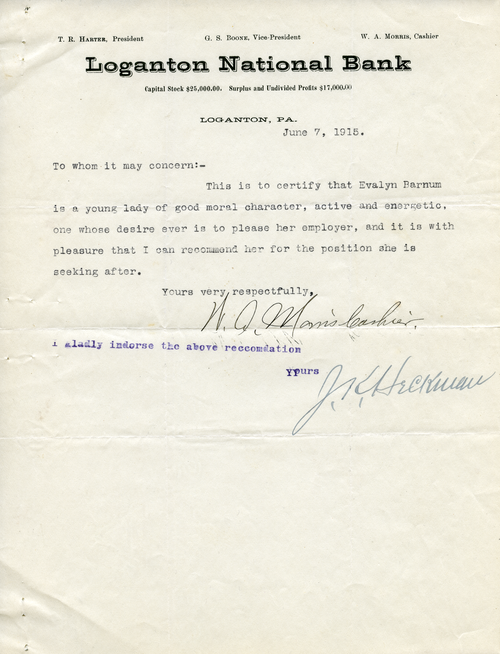 T. R. Harter, President G. S. Boone, Vice-President W. A. Morris, Cashier
Loganton National Bank
Capital Stock $25,000.00. Surplus and Undivided Profits $17,000.00
LOGANTON, PA.
June 7, 1915.
To whom it may concern:-
This is to certify that Evalyn Barnum
is a young lady of good moral character, active and energetic,
one whose desire ever is to please her employer, and it is with
pleasure that I can recommend her for the position she is
seeking after.
Yours very respectfully,
W. A. Morris Cashier.
I gladly indorse the above reccomdation
Yours
J. K. Heckman